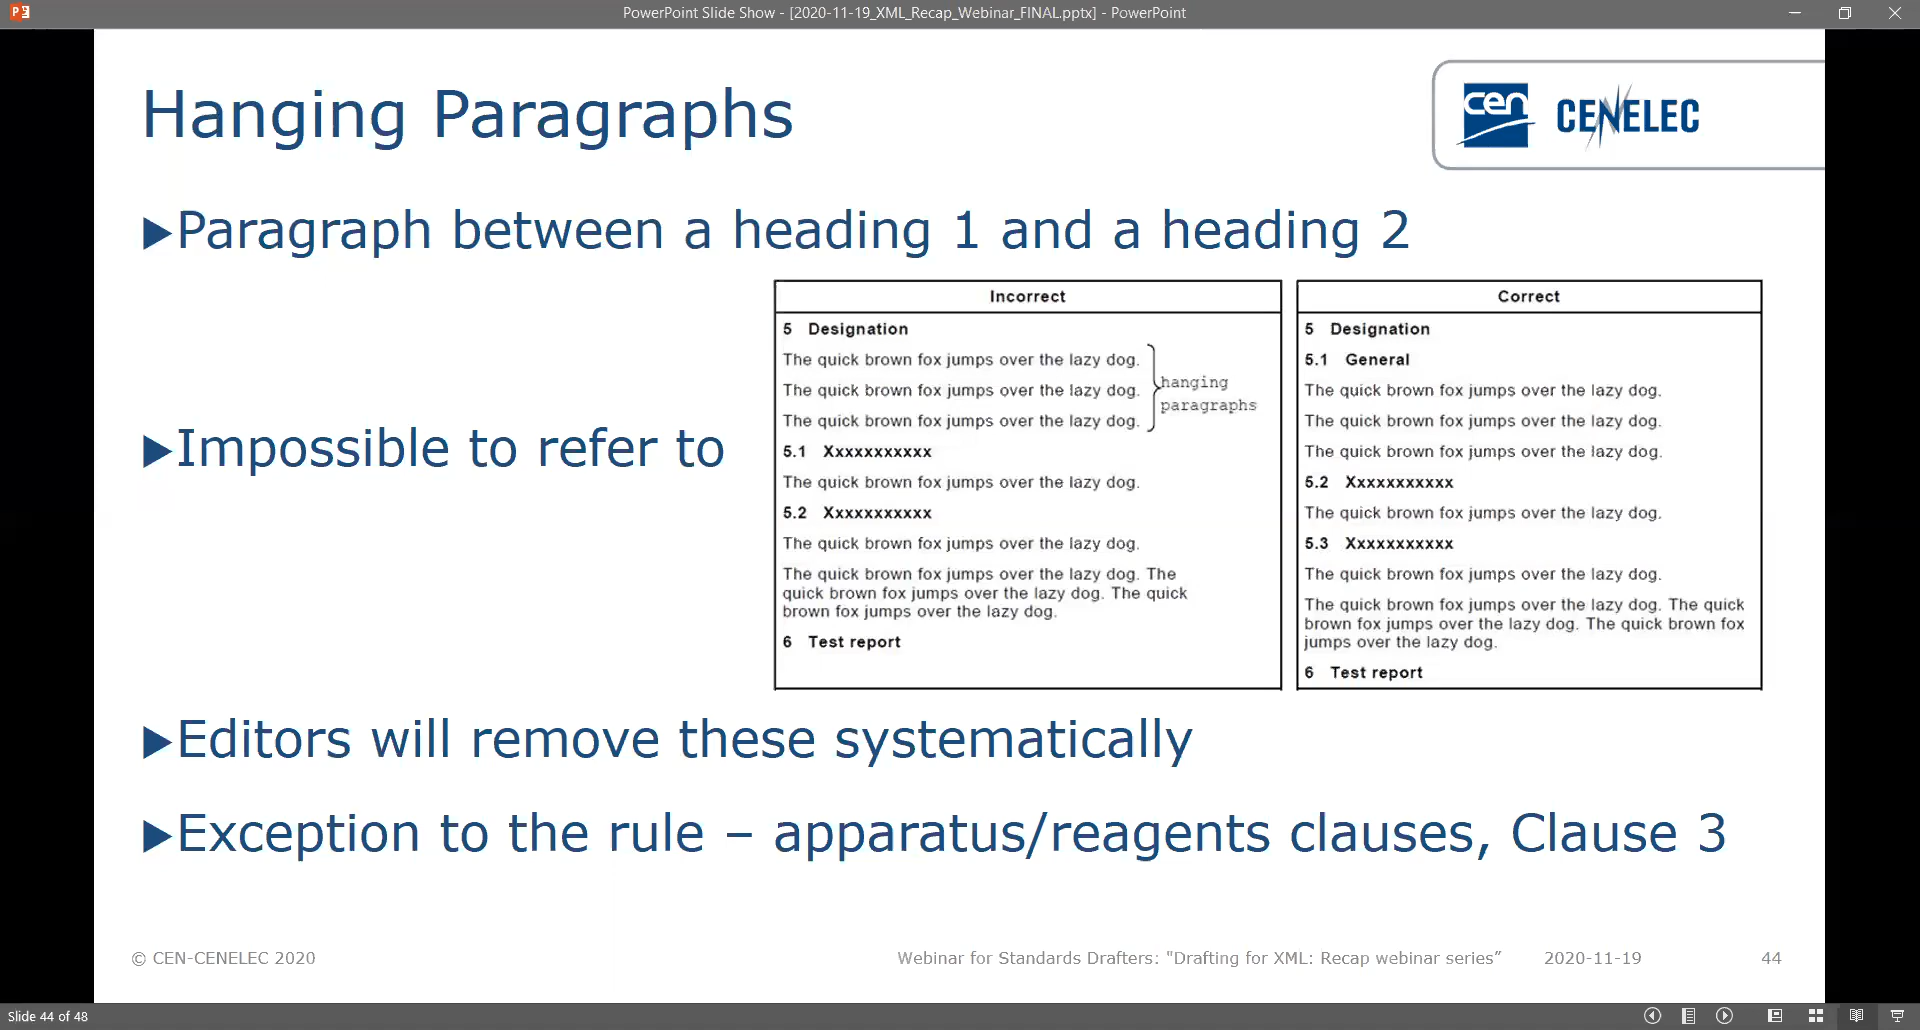 PowerPoint Slide Show - [2020-11-19_XML_Recap_Webinar_FINAL.pptx] - PowerPoint
Hanging Paragraphs
cen
CENELEC
▶Paragraph between a heading 1 and a heading 2
▶Impossible to refer to
Incorrect
5 Designation
The quick brown fox jumps over the lazy dog.
The quick brown fox jumps over the lazy dog.
The quick brown fox jumps over the lazy dog.
hanging
paragraphs
5.1 Xxxxxxxxxxx
The quick brown fox jumps over the lazy dog.
5.2 Xxxxxxxxxxx
The quick brown fox jumps over the lazy dog.
The quick brown fox jumps over the lazy dog. The
quick brown fox jumps over the lazy dog. The quick
brown fox jumps over the lazy dog.
6 Test report
Correct
5 Designation
5.1 General
The quick brown fox jumps over the lazy dog.
The quick brown fox jumps over the lazy dog.
The quick brown fox jumps over the lazy dog.
5.2 Xxxxxxxxxxx
The quick brown fox jumps over the lazy dog.
5.3 Xxxxxxxxxxx
The quick brown fox jumps over the lazy dog.
The quick brown fox jumps over the lazy dog. The quick
brown fox jumps over the lazy dog. The quick brown fox
jumps over the lazy dog.
6 Test report
▶Editors will remove these systematically
▶Exception to the rule – apparatus/reagents clauses, Clause 3
© CEN-CENELEC 2020
Webinar for Standards Drafters: "Drafting for XML: Recap webinar series”
2020-11-19
44
Slide 44 of 48